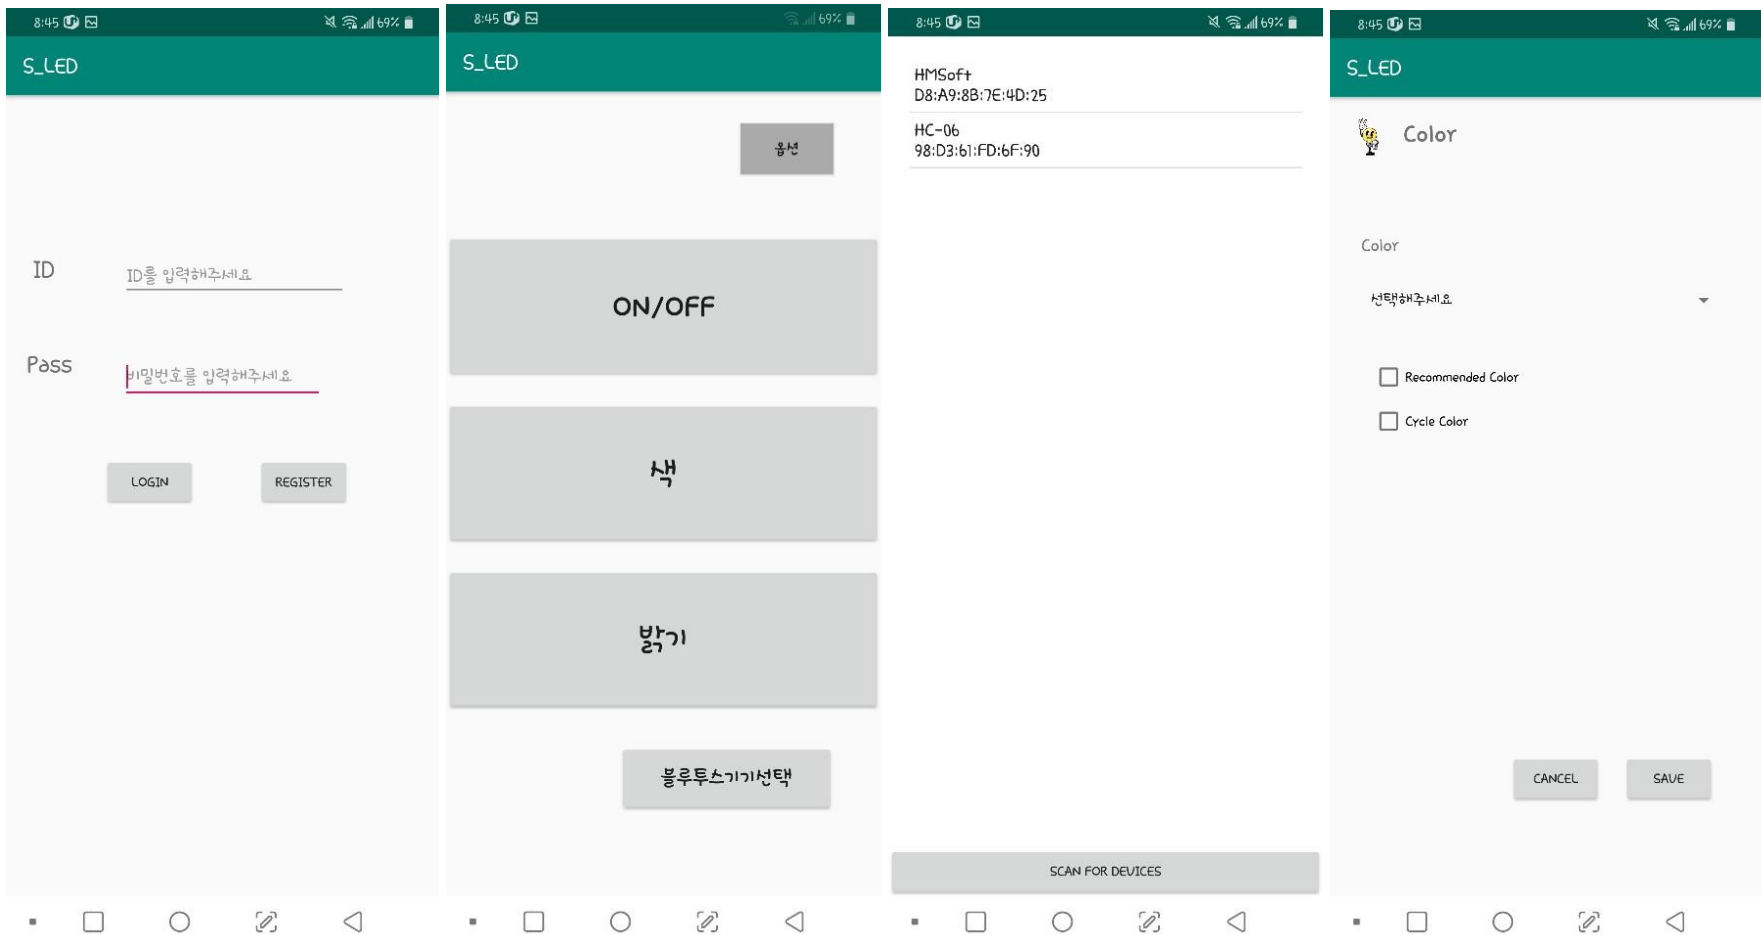 8:45
69%
S_LED
ID
ID를 입력해주세요
Pass
비밀번호를 입력해주세요
LOGIN
REGISTER
8:45
69%
S_LED
옵션
ON/OFF
색
밝기
블루투스기기선택
8:45
69%
HMSoft
D8:A9:8B:7E:4D:25
HC-06
98:D3:61:FD:6F:90
SCAN FOR DEVICES
8:45
69%
S_LED
Color
Color
선택해주세요
Recommended Color
Cycle Color
CANCEL
SAVE